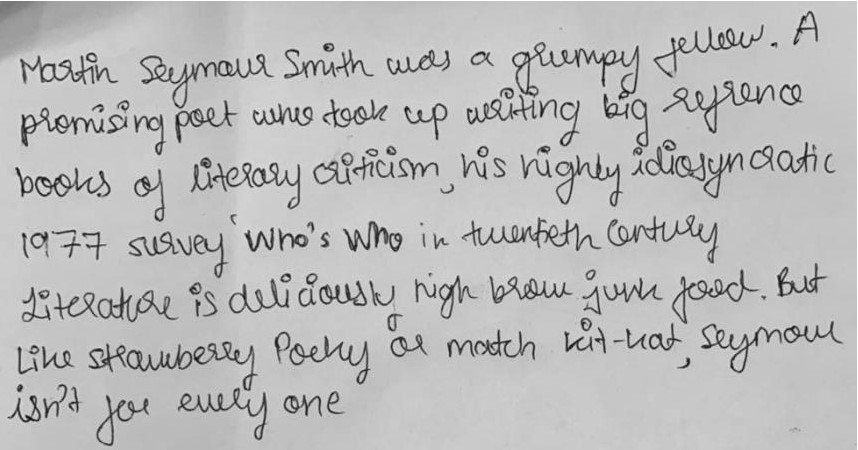 Martin Seymour Smith was a grumpy fellow. A
promising poet who took up writing big refrence
books of literary criticism, his highly idiosyncratic
1977 survey 'Who's Who in twentieth Century
Literature is deliciously high brow junk food. But
Like strawberry Pocky or match kit-kat, Seymour
isn't for every one